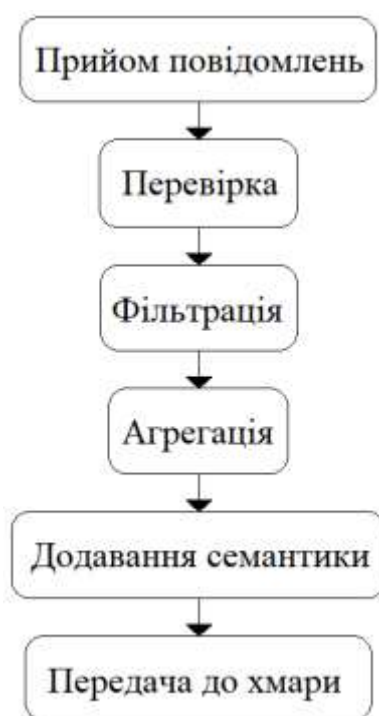 Прийом повідомлень
Перевірка
Фільтрація
Агрегація
Додавання семантики
Передача до хмари